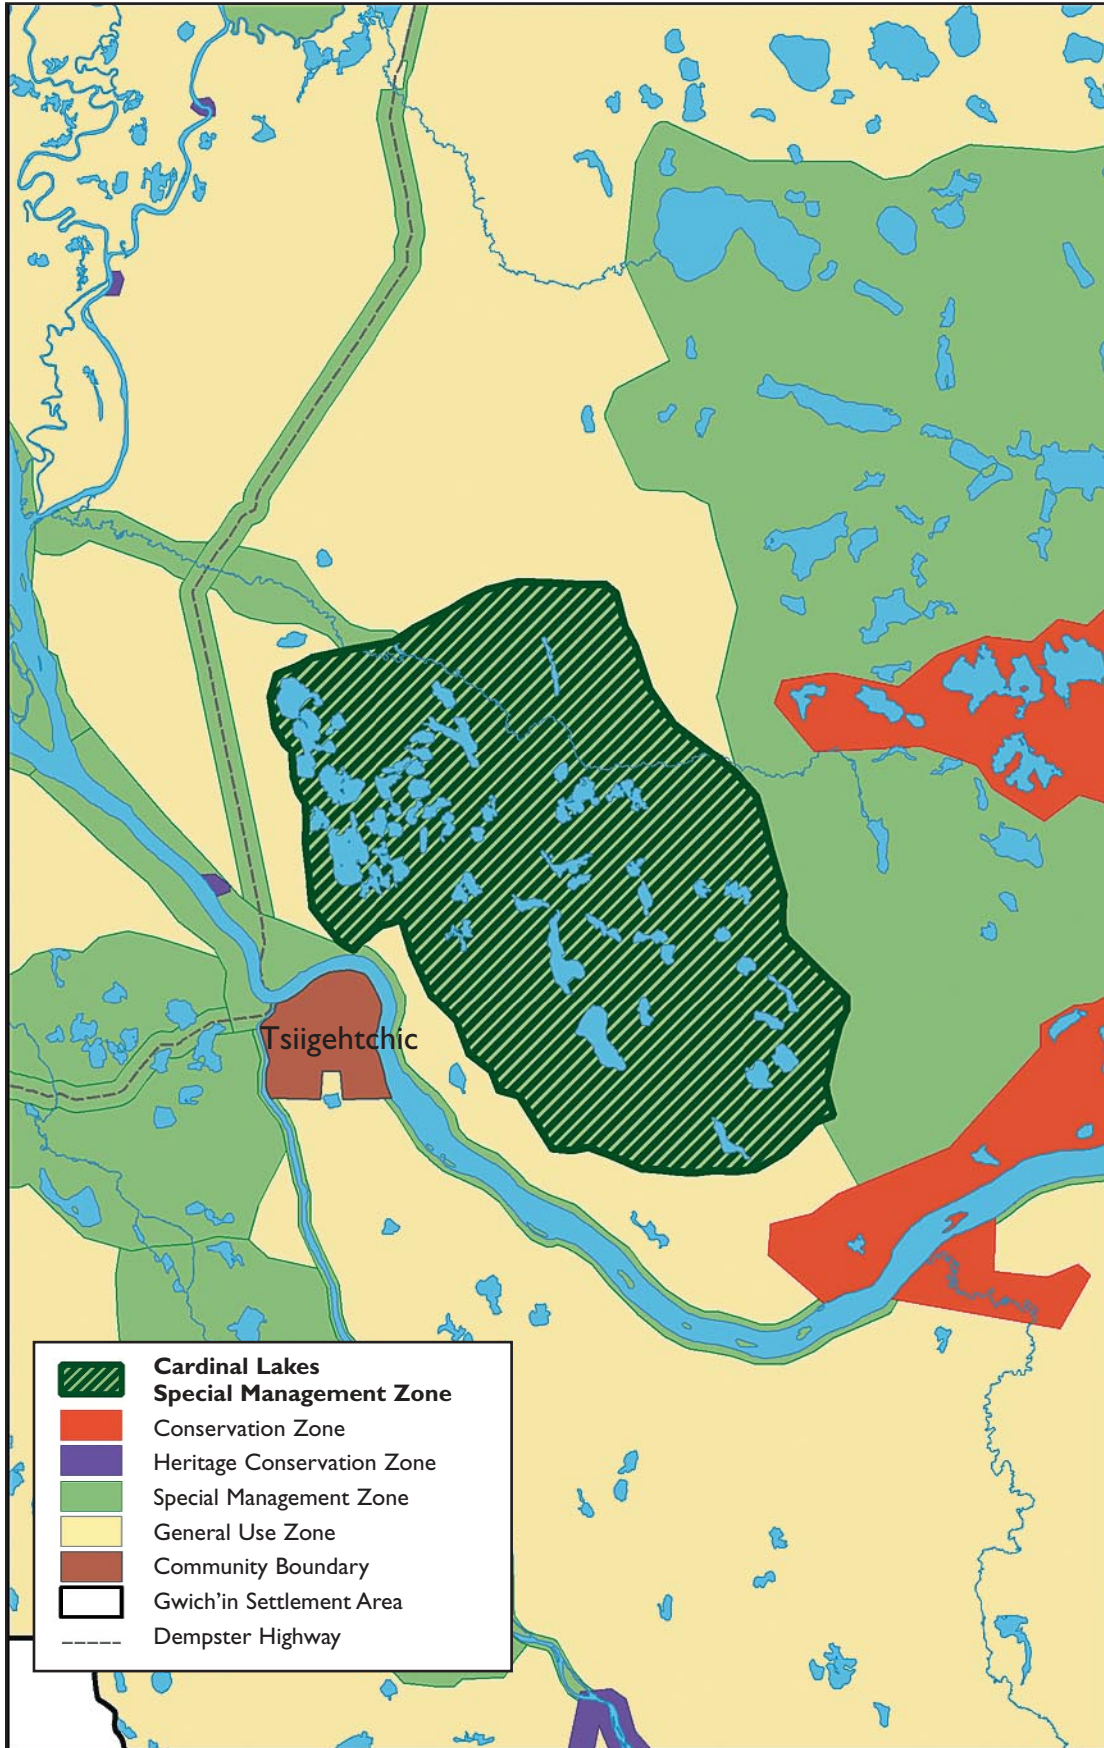 Tsiigehtchic
Cardinal Lakes
Special Management Zone
Conservation Zone
Heritage Conservation Zone
Special Management Zone
General Use Zone
Community Boundary
Gwich'in Settlement Area
Dempster Highway